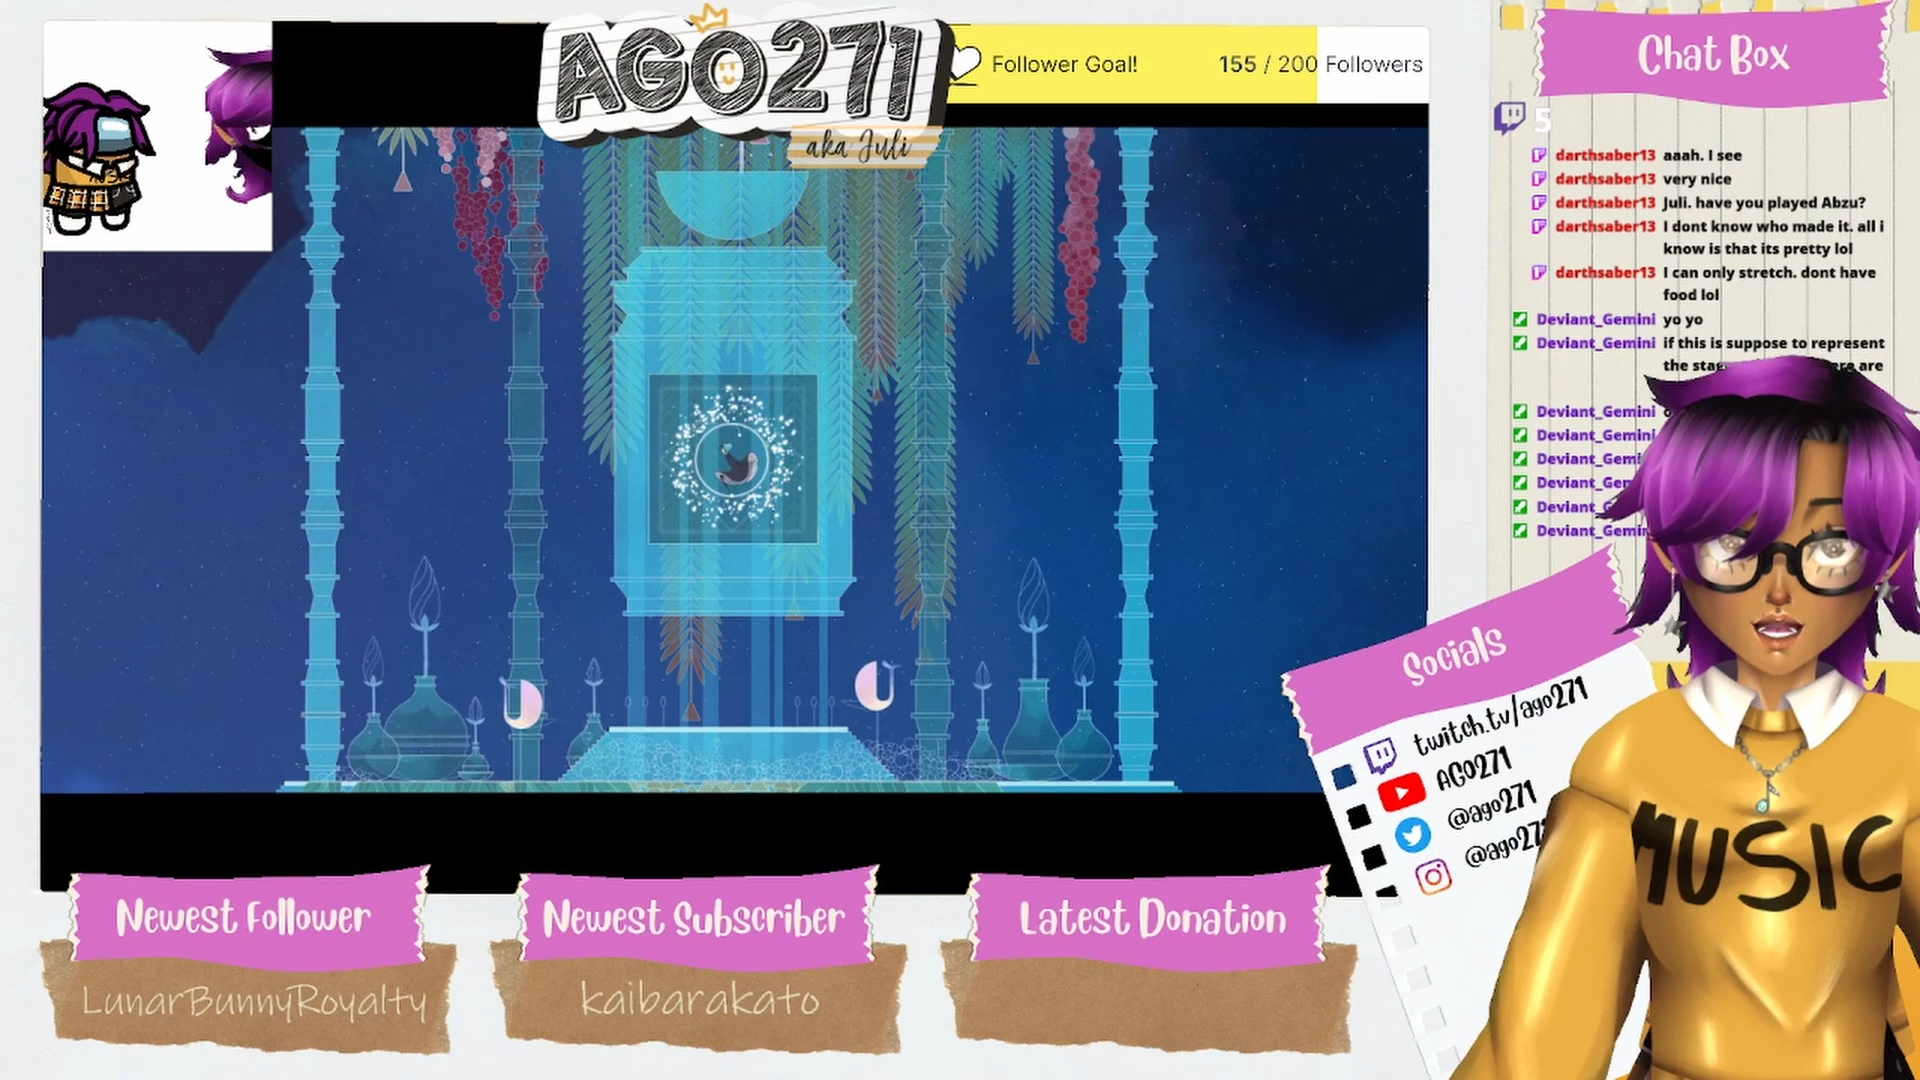 AGO271
aka Juli
Follower Goal!
155 / 200 Followers
Chat Box
5
darthsaber13 aaah. I see
darthsaber13 very nice
darthsaber13 Juli. have you played Abzu?
darthsaber13 I dont know who made it. all i
know is that its pretty lol
darthsaber13 I can only stretch. dont have
food lol
Deviant_Gemini yo yo
Deviant_Gemini if this is suppose to represent
the are
Deviant_Gemini
Deviant_Gemini
Socials
twitch.tv/ago271
AGO271
@ago271
MUSIC
Newest Follower
LunarBunnyRoyalty
Newest Subscriber
kaibarakato
Latest Donation